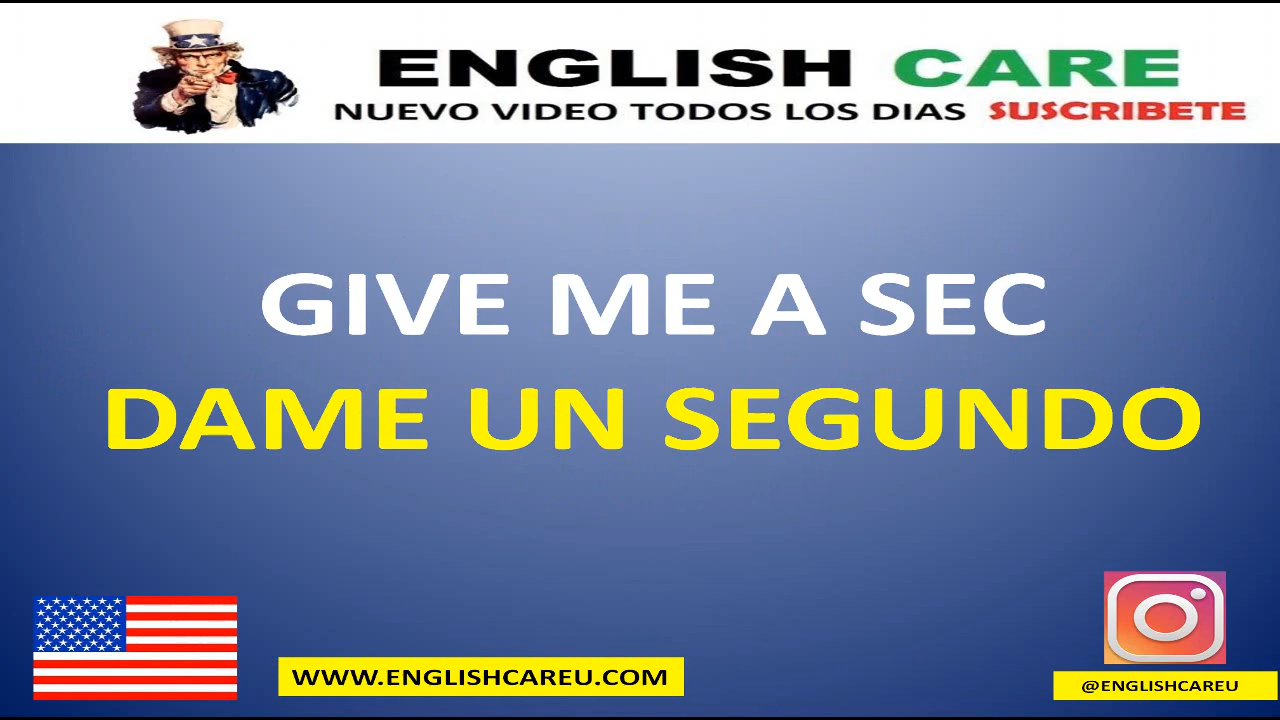 ENGLISH CARE
NUEVO VIDEO TODOS LOS DIAS SUSCRIBETE
GIVE ME A SEC
DAME UN SEGUNDO
WWW.ENGLISHCAREU.COM
@ENGLISHCAREU